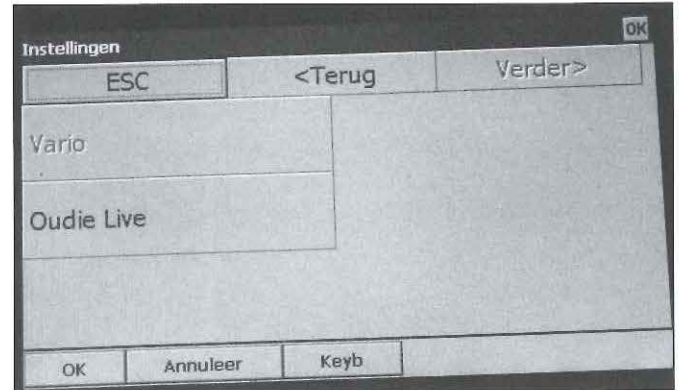 OK
Instellingen
ESC <Terug Verder>
Vario
Oudie Live
OK Annuleer Keyb